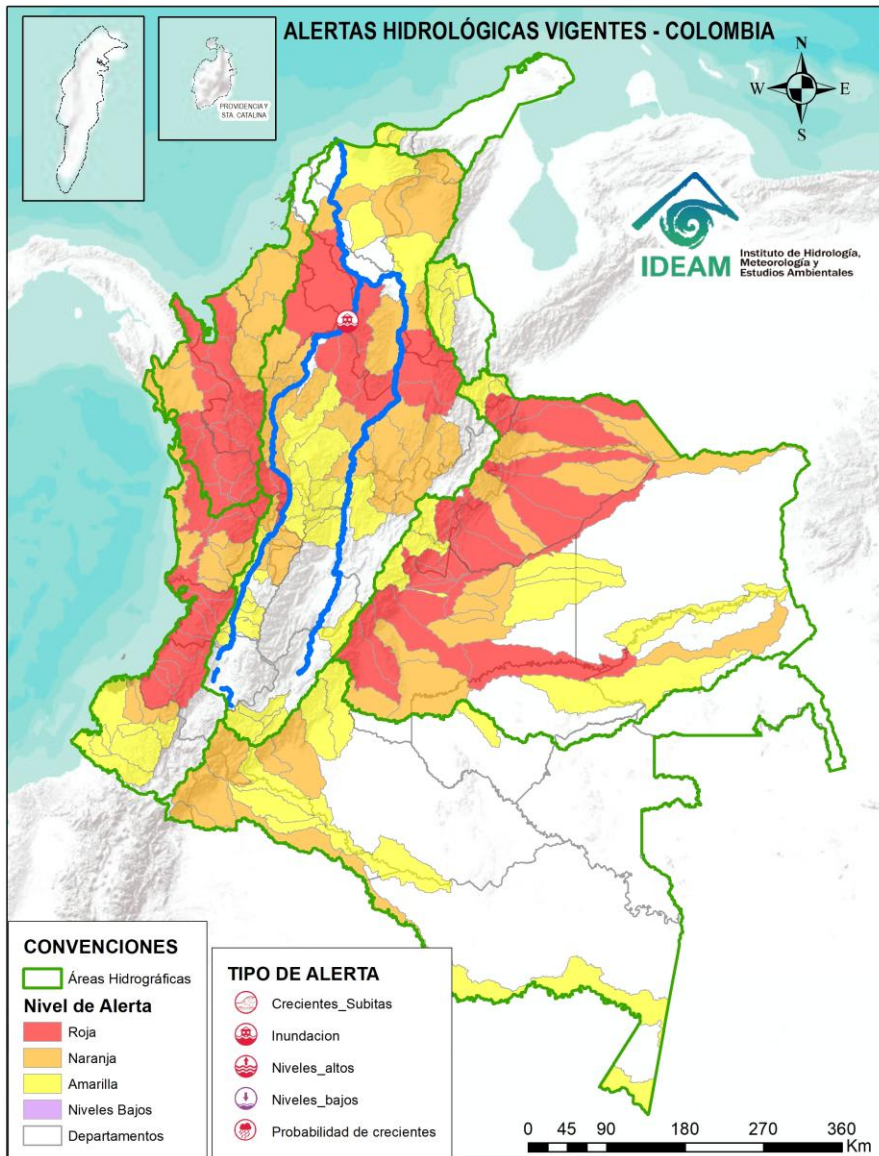 ALERTAS HIDROLÓGICAS VIGENTES - COLOMBIA
PROVIDENCIA Y
STA. CATALINA
N
W
E
S
IDEAM
Instituto de Hidrología,
Meteorología y
Estudios Ambientales
CONVENCIONES
Áreas Hidrográficas
Nivel de Alerta
Roja
Naranja
Amarilla
Niveles Bajos
Departamentos
TIPO DE ALERTA
Crecientes_Subitas
Inundacion
Niveles_altos
Niveles_bajos
Probabilidad de crecientes
0 45 90 180 270 360
Km